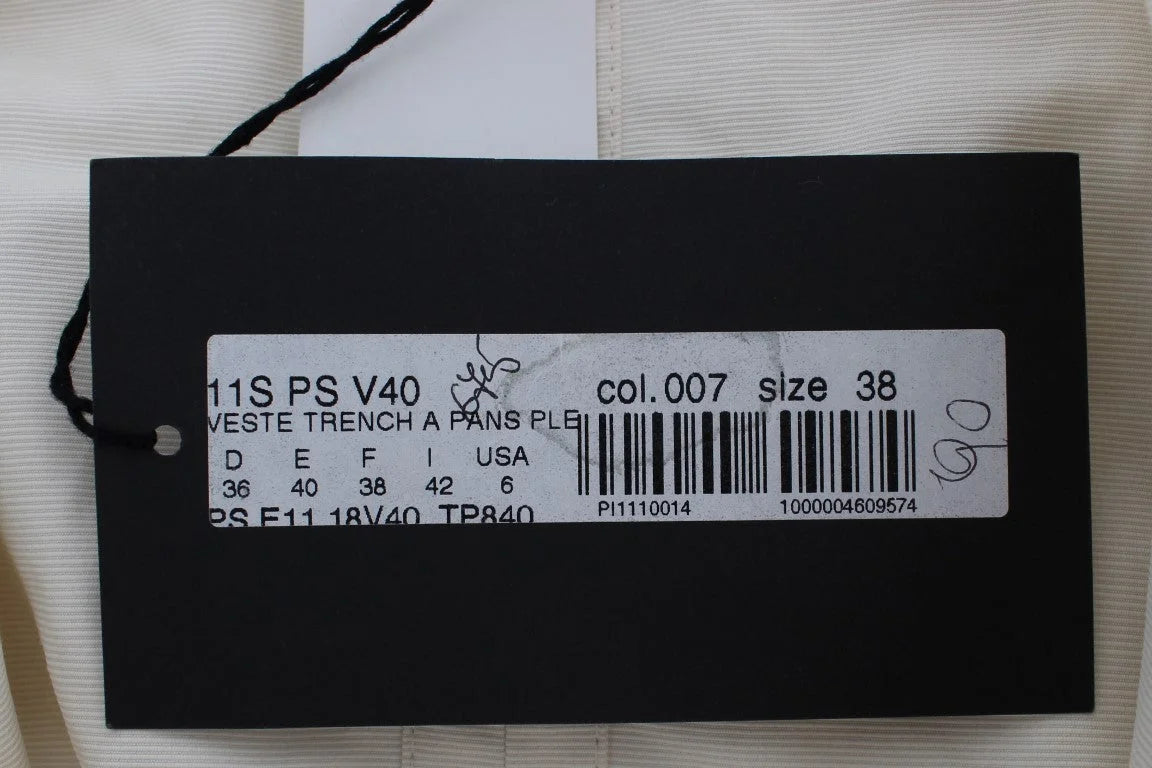 11S PS V40
VESTE TRENCH A PANS PLE
D E F I USA
36 40 38 42 6
PS E11 18V40 TP840
col.007 size 38
PI1110014 1000004609574